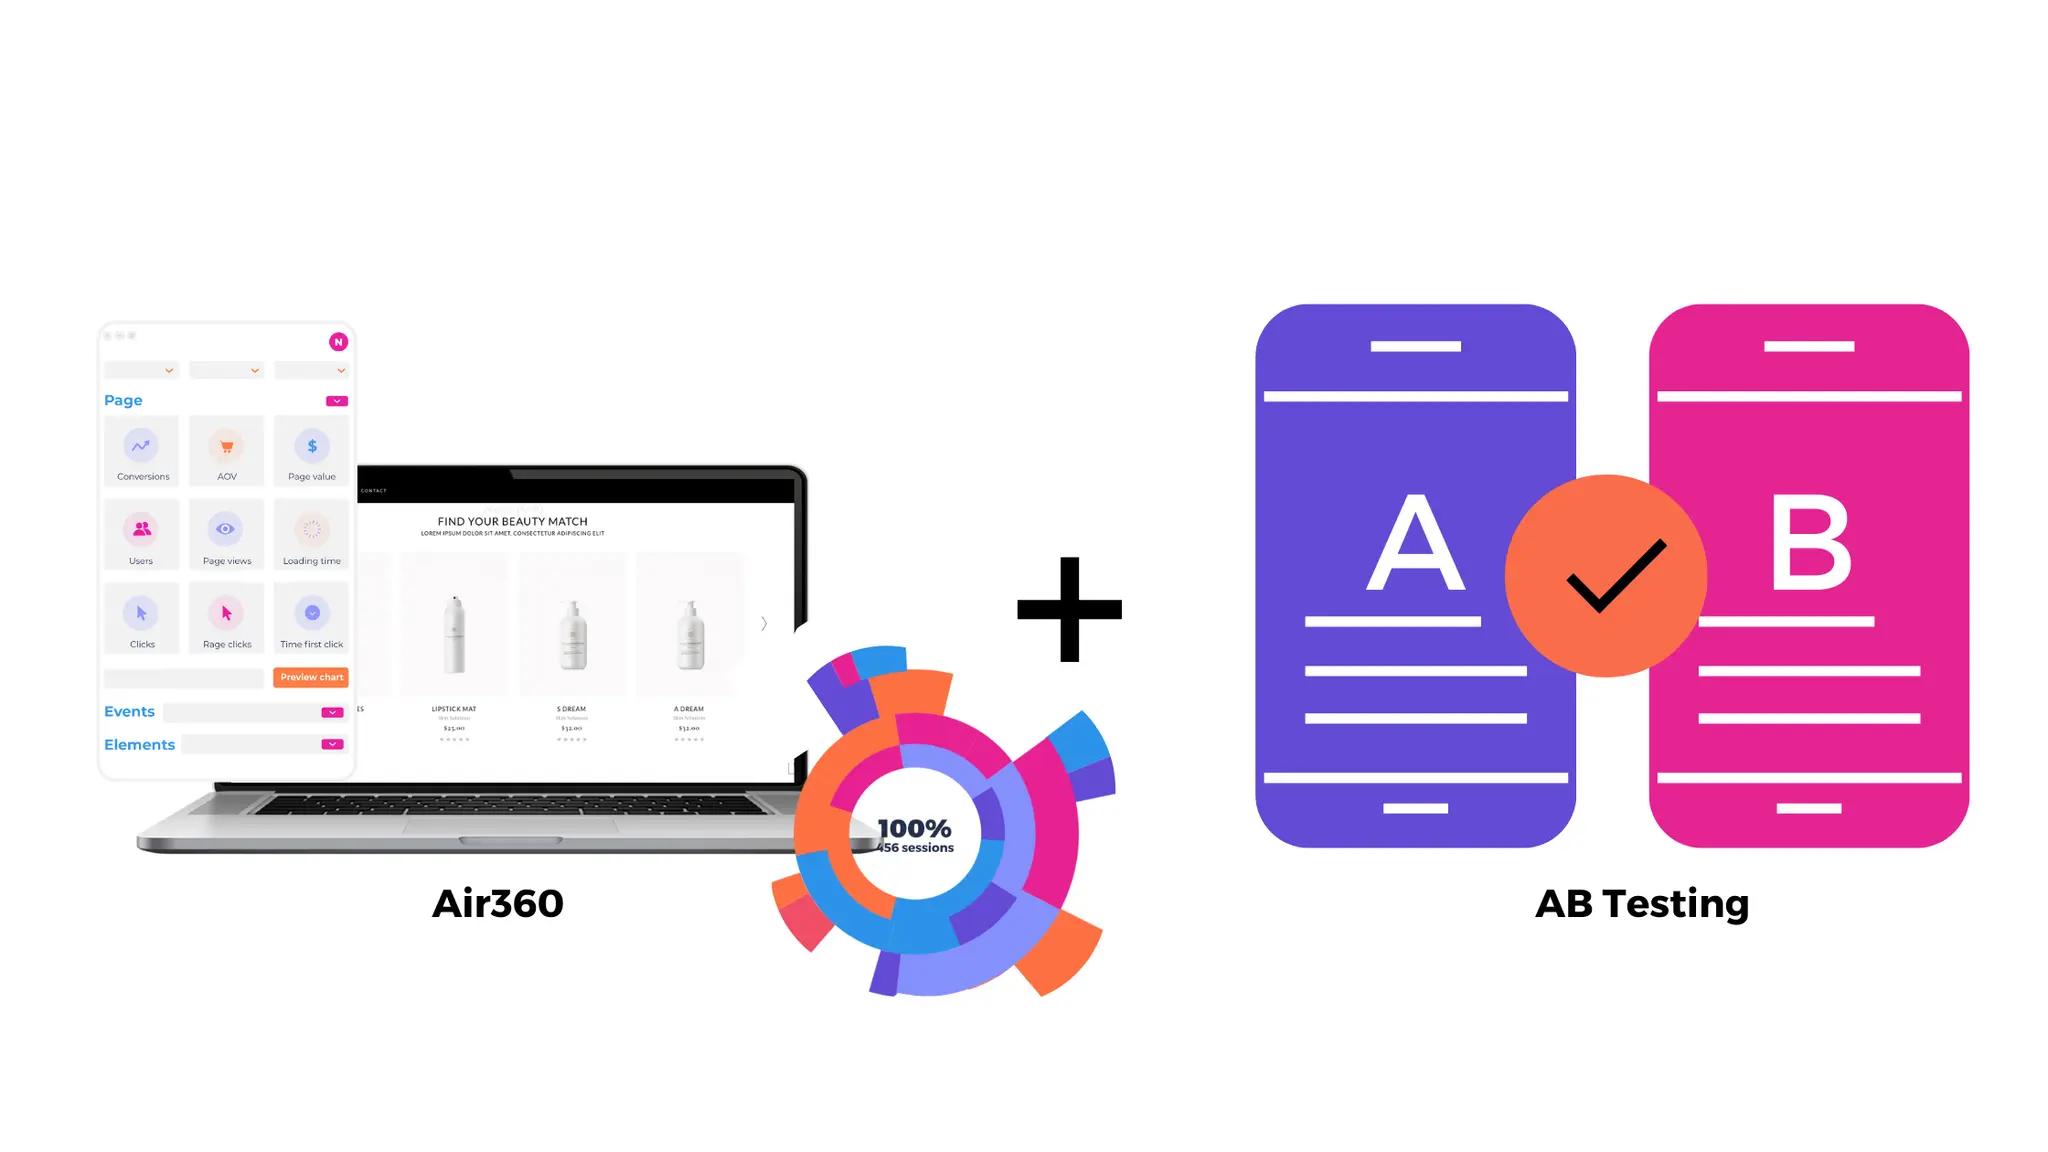 N
Page
Conversions
AOV
Page value
Users
Page views
Loading time
Clicks
Rage clicks
Time first click
Preview chart
Events
Elements
CONTACT
FIND YOUR BEAUTY MATCH
LOREM IPSUM DOLOR SIT AMET, CONSECTETUR ADIPISCING ELIT
ES
LIPSTICK MAT
$25.00
S DREAM
$32.00
A DREAM
$32.00
100%
456 sessions
Air360
A
B
AB Testing